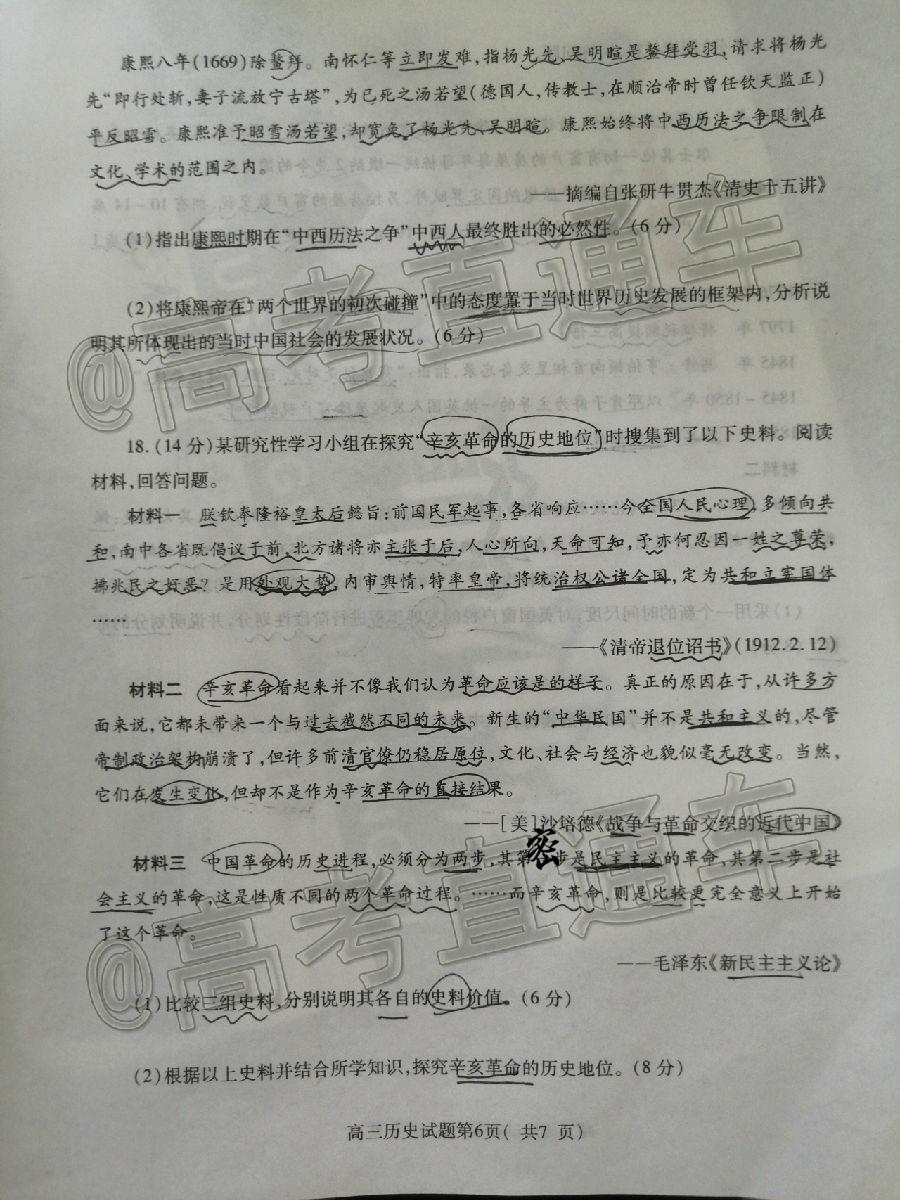 康熙八年(1669)除鳌拜。南怀仁等立即发难,指杨光先、吴明暄是鳌拜党羽,请求将杨光
先“即行处斩,妻子流放宁古塔”,为已死之汤若望(德国人,传教士,在顺治帝时曾任钦天监正)
平反昭雪。康熙准予昭雪汤若望,却宽免了杨光先、吴明暄。康熙始终将中西历法之争限制在
文化、学术的范围之内。
——摘编自张研牛贯杰《清史十五讲》
(1)指出康熙时期在“中西历法之争”中西人最终胜出的必然性。(6分)
(2)将康熙帝在“两个世界的初次碰撞”中的态度置于当时世界历史发展的框架内,分析说
明其所体现出的当时中国社会的发展状况。(6分)
18.(14分)某研究性学习小组在探究“辛亥革命的历史地位”时搜集到了以下史料。阅读
材料,回答问题。
材料一 朕钦奉隆裕皇太后懿旨:前因民军起事,各省响应……今全国人民心理,多倾向共
和,南中各省既倡议于前,北方诸将亦主张于后,人心所向,天命可知,予亦何忍因一姓之尊荣,
拂兆民之好恶?是用外观大势,内审舆情,特率皇帝,将统治权公诸全国,定为共和立宪国体
……
——《清帝退位诏书》(1912.2.12)
材料二 辛亥革命看起来并不像我们认为革命应该是的样子。真正的原因在于,从许多方
面来说,它都未带来一个与过去截然不同的未来。新生的“中华民国”并不是共和主义的,尽管
帝制政治架构崩溃了,但许多前清官僚仍稳居原位,文化、社会与经济也貌似毫无改变。当然,
它们在发生变化,但却不是作为辛亥革命的直接结果。
——[美]沙培德《战争与革命交织的近代中国》
材料三 中国革命的历史进程,必须分为两步,其第 步是民主主义的革命,其第二步是社
会主义的革命,这是性质不同的两个革命过程。……而辛亥革命,则是比较更完全意义上开始
了这个革命。
——毛泽东《新民主主义论》
(1)比较三组史料,分别说明其各自的史料价值。(6分)
(2)根据以上史料并结合所学知识,探究辛亥革命的历史地位。(8分)
高三历史试题第6页( 共7 页)
密
@高考直通车
@高考直通车